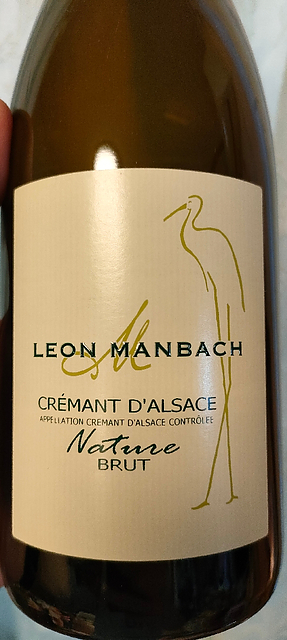 M
LEON MANBACH
CRÉMANT D'ALSACE
APPELLATION CREMANT D'ALSACE CONTRÔLÉE
Nature
BRUT